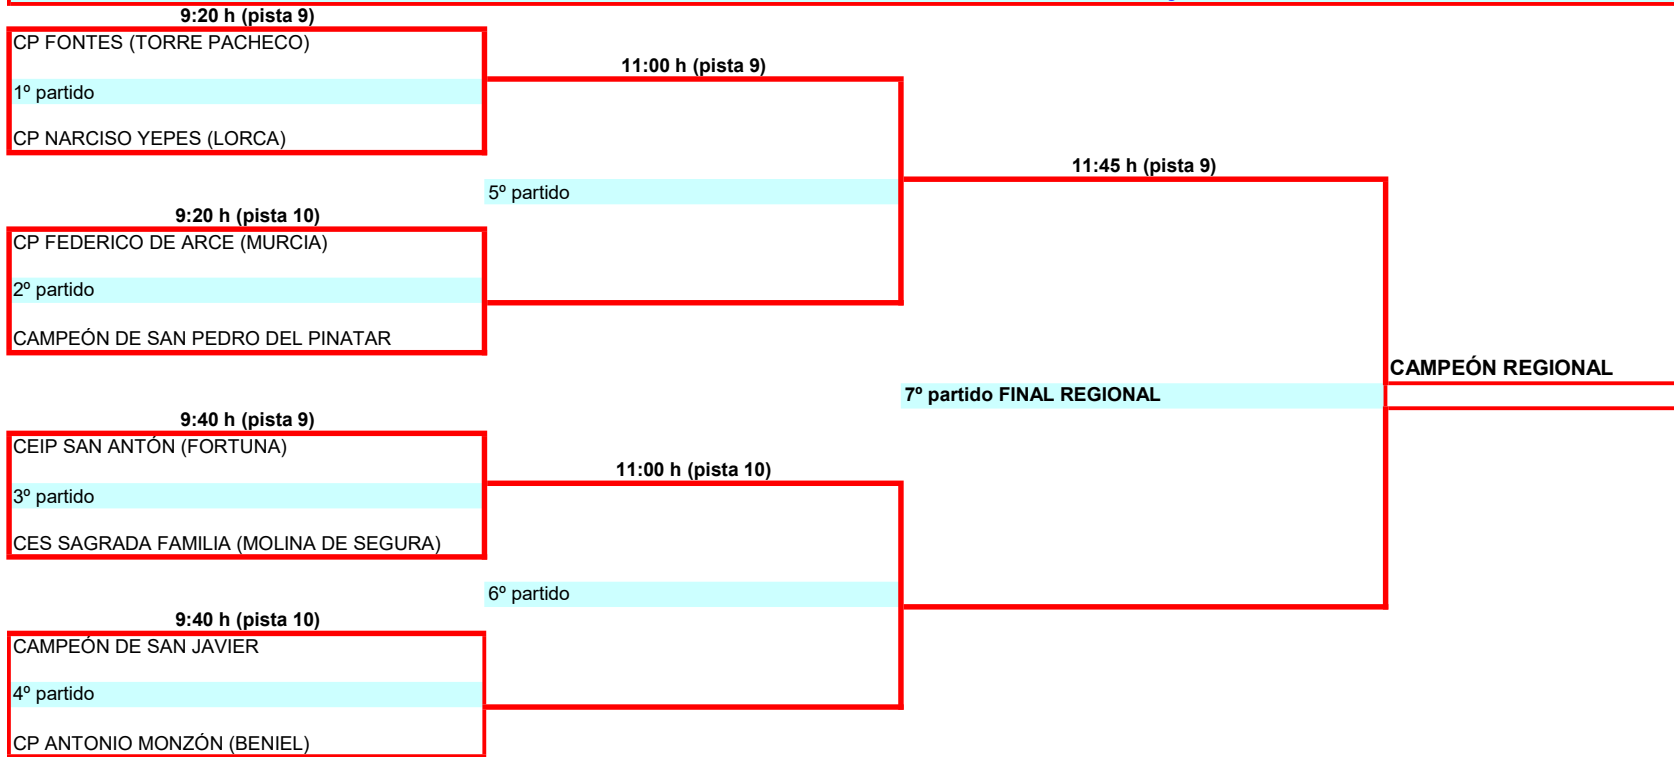 9:20 h (pista 9)
CP FONTES (TORRE PACHECO)
11:00 h (pista 9)
1º partido
CP NARCISO YEPES (LORCA)
11:45 h (pista 9)
5º partido
9:20 h (pista 10)
CP FEDERICO DE ARCE (MURCIA)
2º partido
CAMPEÓN DE SAN PEDRO DEL PINATAR
CAMPEÓN REGIONAL
7º partido FINAL REGIONAL
9:40 h (pista 9)
CEIP SAN ANTÓN (FORTUNA)
11:00 h (pista 10)
3º partido
CES SAGRADA FAMILIA (MOLINA DE SEGURA)
6º partido
9:40 h (pista 10)
CAMPEÓN DE SAN JAVIER
4º partido
CP ANTONIO MONZÓN (BENIEL)